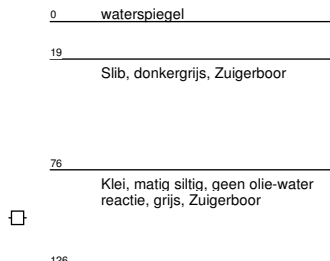 0 waterspiegel
19
Slib, donkergrijs, Zuigerboor
76
Klei, matig siltig, geen olie-water
reactie, grijs, Zuigerboor
126